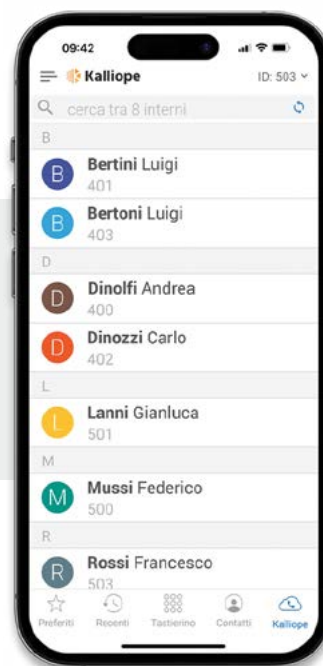 09:42
Kalliope
ID: 503
cerca tra 8 interni
B
B
Bertini Luigi
401
B
Bertoni Luigi
403
D
D
Dinolfi Andrea
400
D
Dinozzi Carlo
402
L
L
Lanni Gianluca
501
M
M
Mussi Federico
500
R
R
Rossi Francesco
503
Preferiti Recenti Tastierino Contatti Kalliope